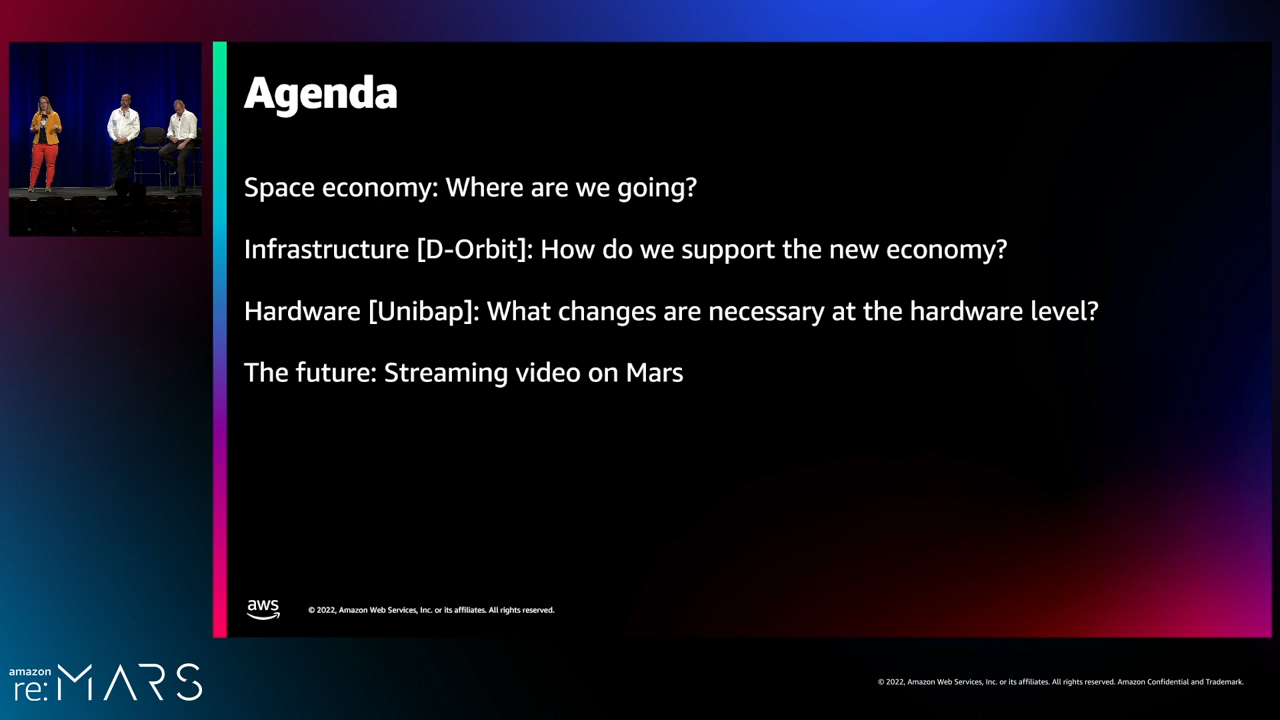 Agenda
Space economy: Where are we going?
Infrastructure [D-Orbit]: How do we support the new economy?
Hardware [Unibap]: What changes are necessary at the hardware level?
The future: Streaming video on Mars
aws
© 2022, Amazon Web Services, Inc. or its affiliates. All rights reserved.
amazon
re:MARS
© 2022, Amazon Web Services, Inc. or its affiliates. All rights reserved. Amazon Confidential and Trademark.